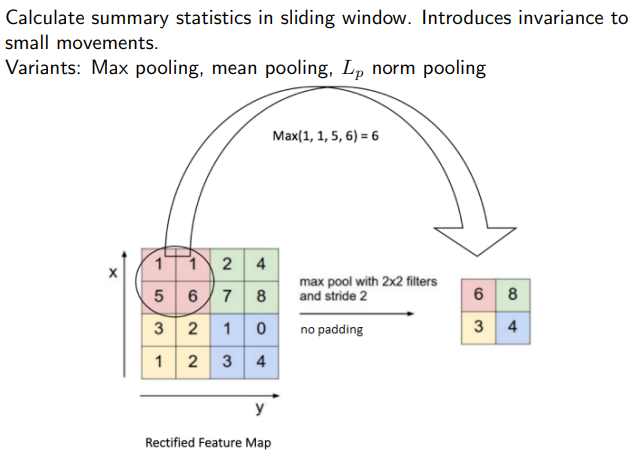 Calculate summary statistics in sliding window. Introduces invariance to
small movements.
Variants: Max pooling, mean pooling, Lp norm pooling
Max(1, 1, 5, 6) = 6
x
1 1 2 4
5 6 7 8
3 2 1 0
1 2 3 4
y
Rectified Feature Map
max pool with 2x2 filters
and stride 2
no padding
6 8
3 4